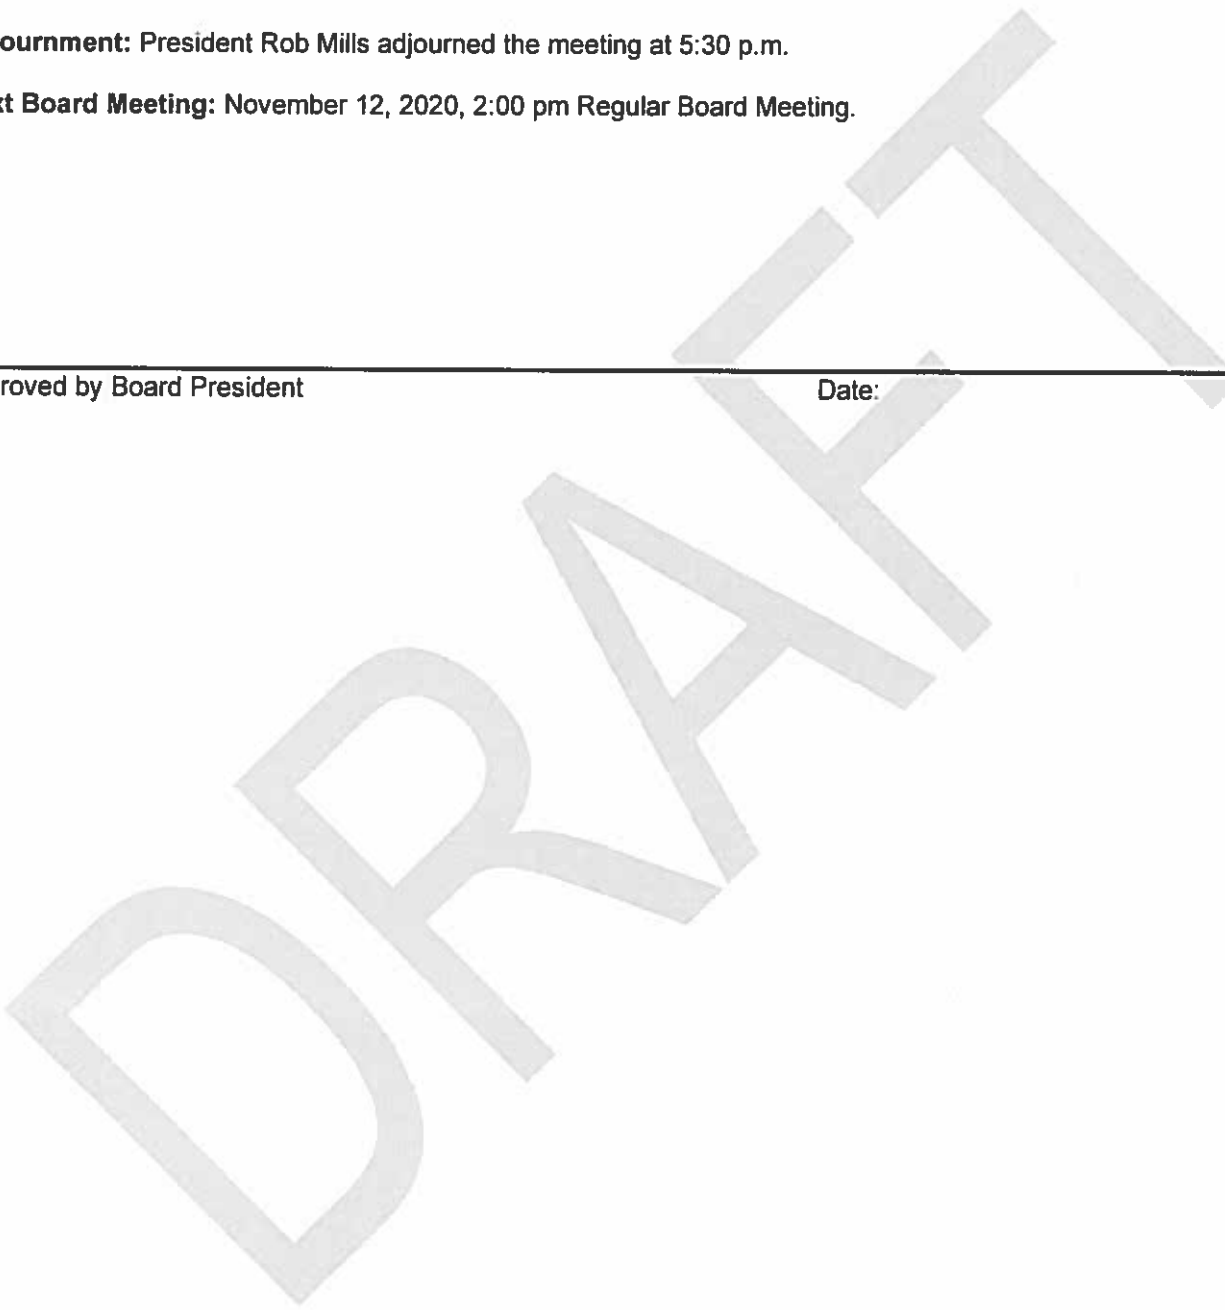 ournment: President Rob Mills adjourned the meeting at 5:30 p.m.
xt Board Meeting: November 12, 2020, 2:00 pm Regular Board Meeting.
roved by Board President Date:
DRAFT